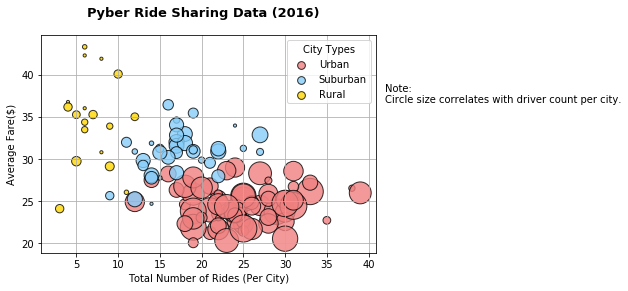 Pyber Ride Sharing Data (2016)
Average Fare($)
40
35
30
25
20
City Types
Urban
Suburban
Rural
Note:
Circle size correlates with driver count per city.
5 10 15 20 25 30 35 40
Total Number of Rides (Per City)